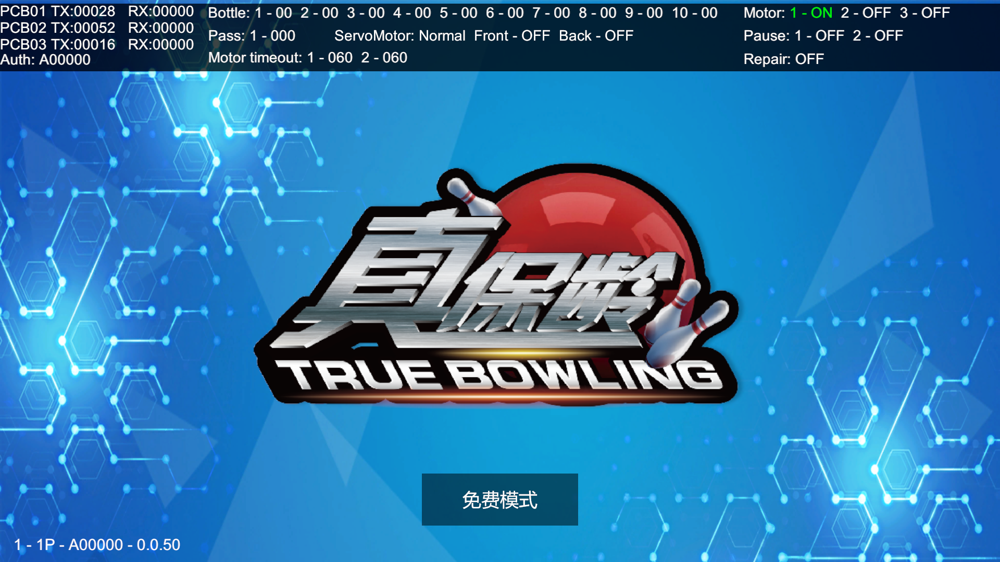 PCB01 TX:00028 RX:00000
PCB02 TX:00052 RX:00000
PCB03 TX:00016 RX:00000
Auth: A00000
Bottle: 1 - 00 2 - 00 3 - 00 4 - 00 5 - 00 6 - 00 7 - 00 8 - 00 9 - 00 10 - 00
Pass: 1 - 000 ServoMotor: Normal Front - OFF Back - OFF
Motor timeout: 1 - 060 2 - 060
Motor: 1 - ON 2 - OFF 3 - OFF
Pause: 1 - OFF 2 - OFF
Repair: OFF
真保齡
TRUE BOWLING
免费模式
1 - 1P - A00000 - 0.0.50